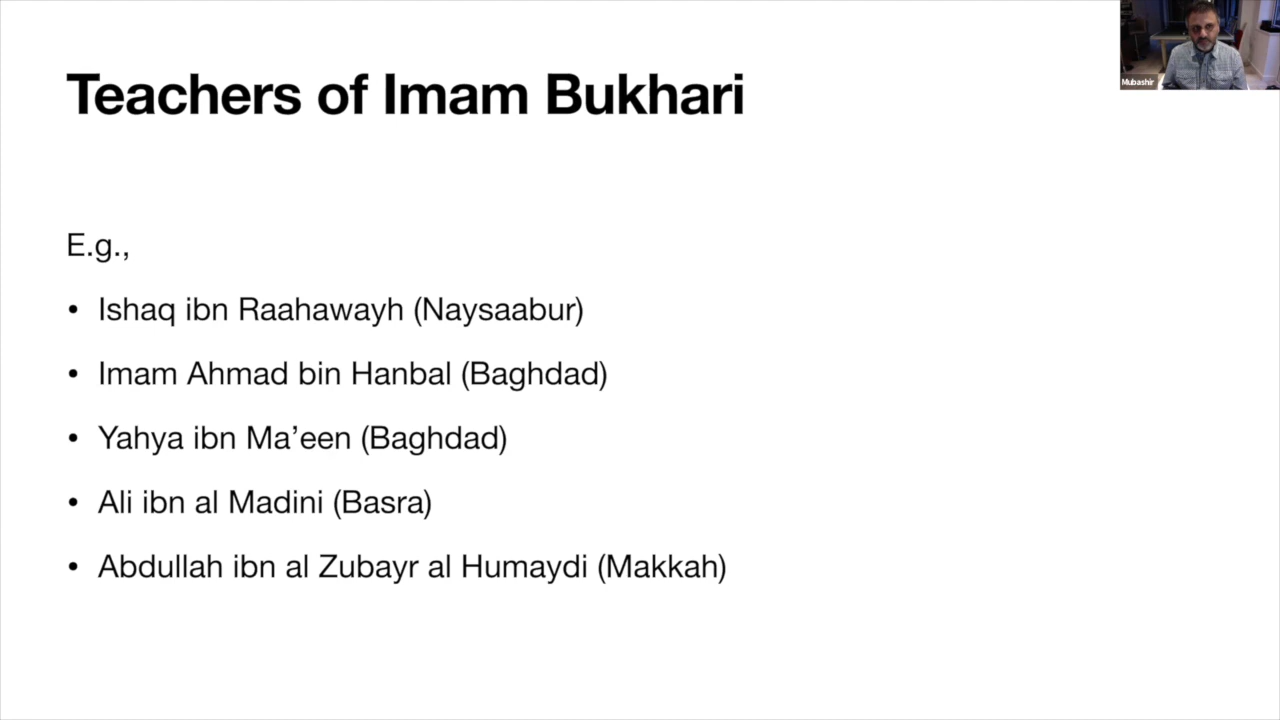 Teachers of Imam Bukhari
Mubashir
E.g.,
• Ishaq ibn Raahawayh (Naysaabur)
• Imam Ahmad bin Hanbal (Baghdad)
• Yahya ibn Ma’een (Baghdad)
• Ali ibn al Madini (Basra)
• Abdullah ibn al Zubayr al Humaydi (Makkah)